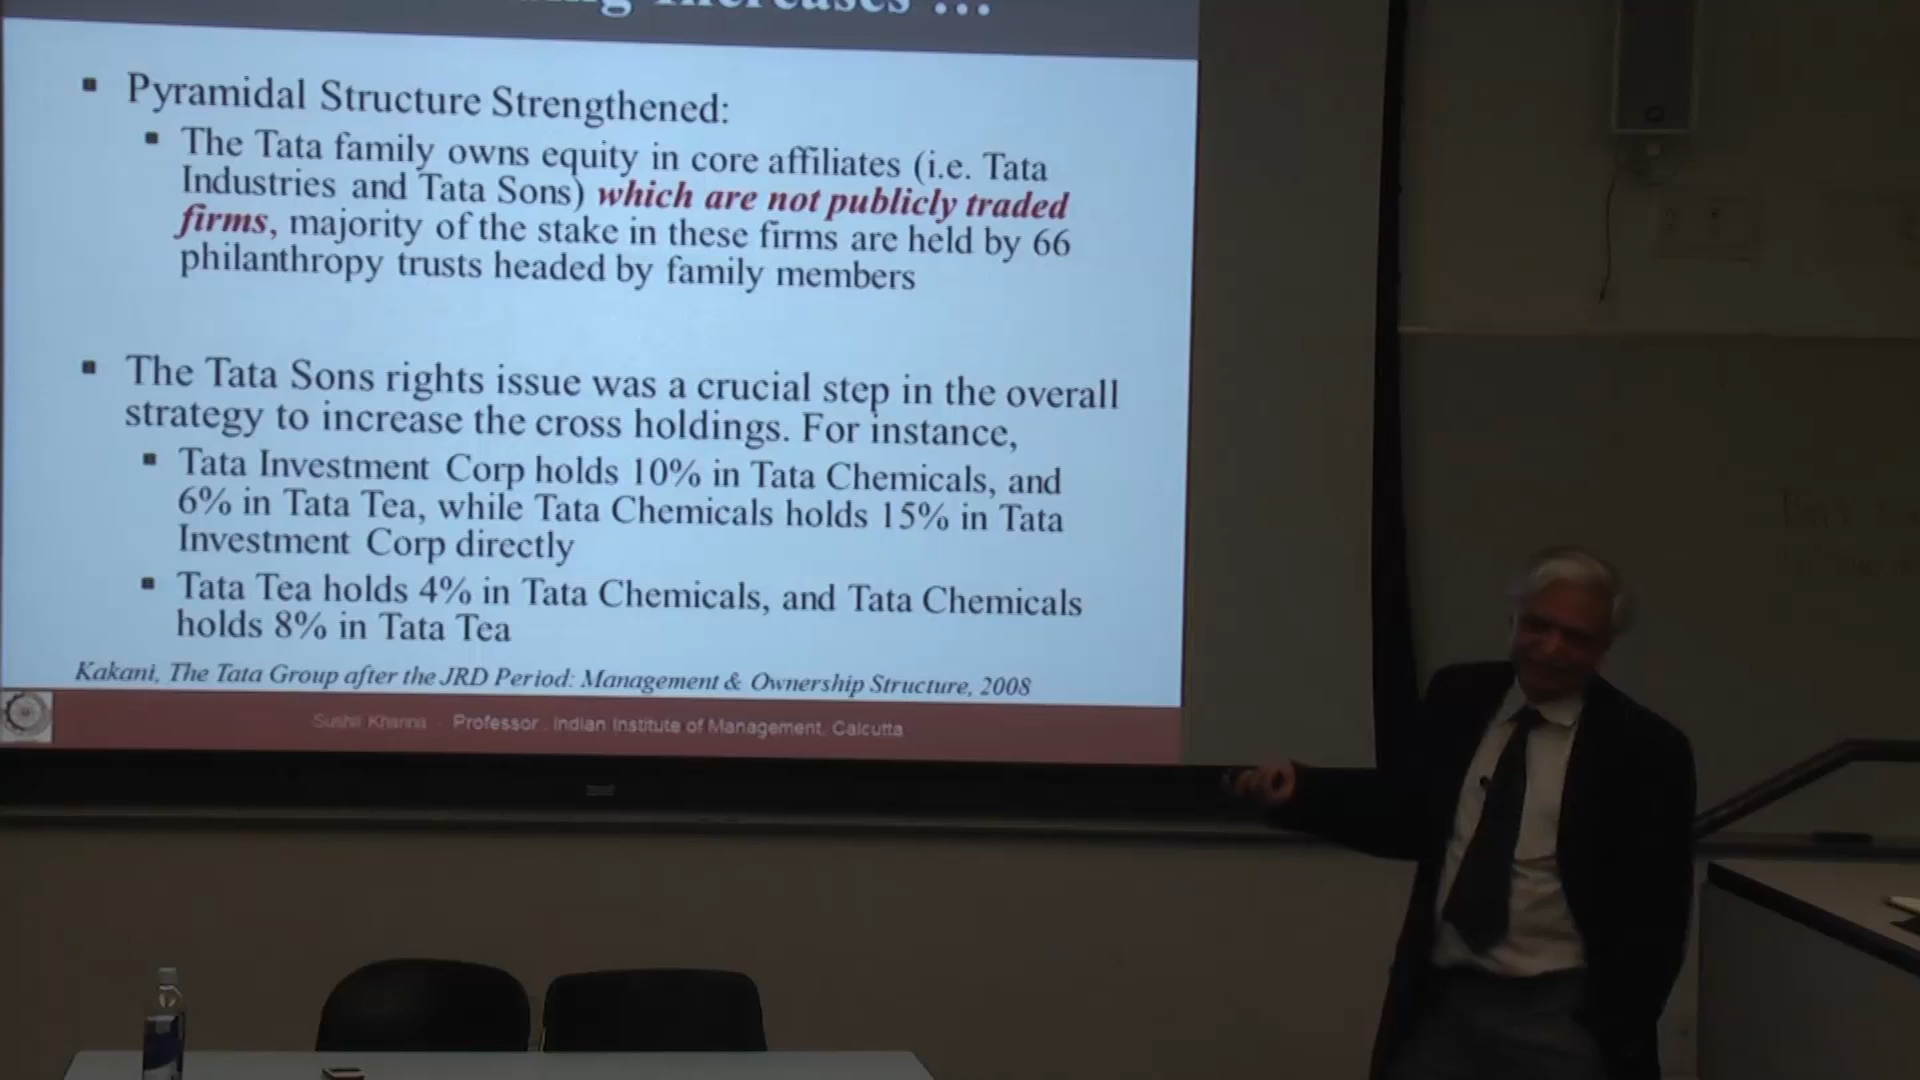 Increases ...
▪ Pyramidal Structure Strengthened:
▪ The Tata family owns equity in core affiliates (i.e. Tata
Industries and Tata Sons) which are not publicly traded
firms, majority of the stake in these firms are held by 66
philanthropy trusts headed by family members
▪ The Tata Sons rights issue was a crucial step in the overall
strategy to increase the cross holdings. For instance,
▪ Tata Investment Corp holds 10% in Tata Chemicals, and
6% in Tata Tea, while Tata Chemicals holds 15% in Tata
Investment Corp directly
▪ Tata Tea holds 4% in Tata Chemicals, and Tata Chemicals
holds 8% in Tata Tea
Kakani, The Tata Group after the JRD Period: Management & Ownership Structure, 2008
Sushil Khanna - Professor . Indian Institute of Management, Calcutta